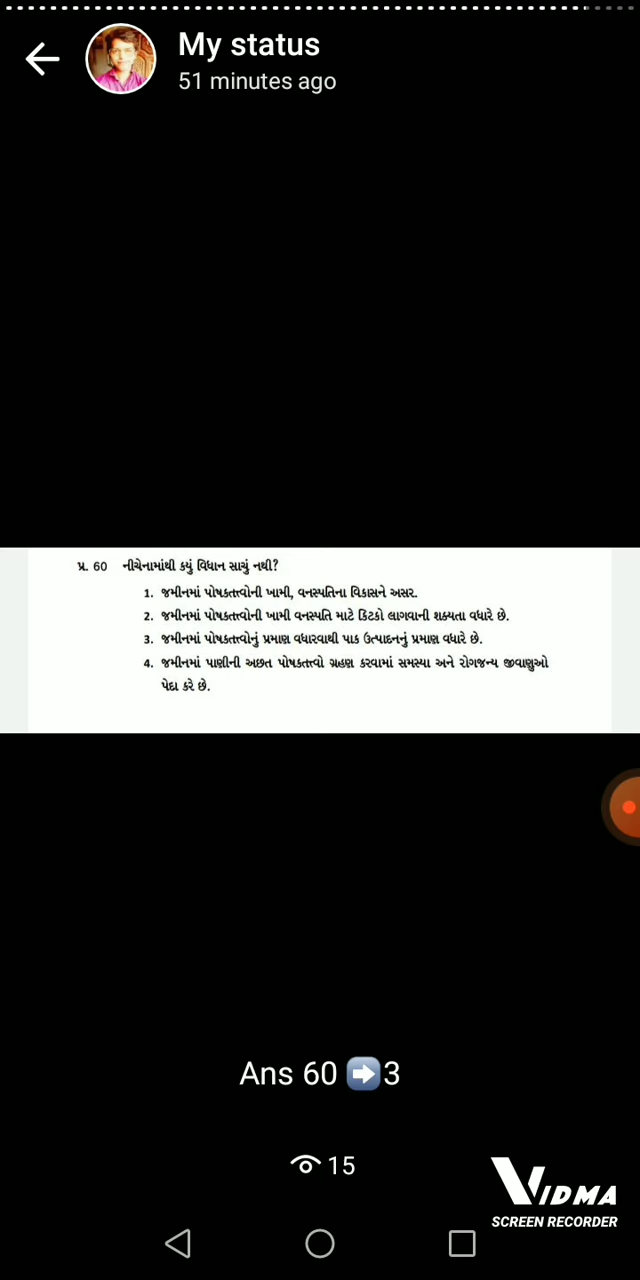 My status
51 minutes ago
પ્ર. 60 નીચેનામાંથી કયું વિધાન સાચું નથી?
1. જમીનમાં પોષકતત્ત્વોની ખામી, વનસ્પતિના વિકાસને અસર.
2. જમીનમાં પોષકતત્ત્વોની ખામી વનસ્પતિ માટે કિટકો લાગવાની શક્યતા વધારે છે.
3. જમીનમાં પોષકતત્ત્વોનું પ્રમાણ વધારવાથી પાક ઉત્પાદનનું પ્રમાણ વધારે છે.
4. જમીનમાં પાણીની અછત પોષકતત્ત્વો ગ્રહણ કરવામાં સમસ્યા અને રોગજન્ય જીવાણુઓ
પેદા કરે છે.
Ans 60 ➡️3
15
VIDMA
SCREEN RECORDER